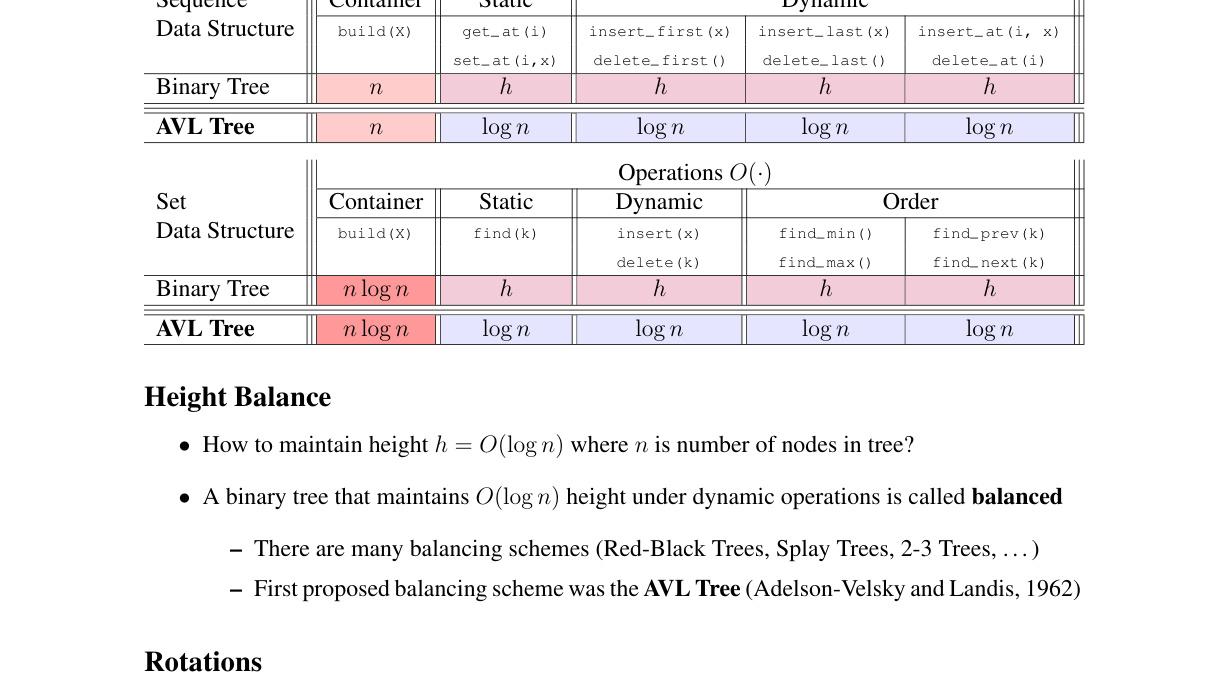 Sequence Container Static Dynamic
Data Structure build(X) get_at(i) insert_first(x) insert_last(x) insert_at(i, x)
set_at(i,x) delete_first() delete_last() delete_at(i)
Binary Tree n h h h h
AVL Tree n log n log n log n log n
Operations O(·)
Set Container Static Dynamic Order
Data Structure build(X) find(k) insert(x) find_min() find_prev(k)
delete(k) find_max() find_next(k)
Binary Tree n log n h h h h
AVL Tree n log n log n log n log n log n
Height Balance
• How to maintain height h = O(log n) where n is number of nodes in tree?
• A binary tree that maintains O(log n) height under dynamic operations is called balanced
– There are many balancing schemes (Red-Black Trees, Splay Trees, 2-3 Trees, . . . )
– First proposed balancing scheme was the AVL Tree (Adelson-Velsky and Landis, 1962)
Rotations